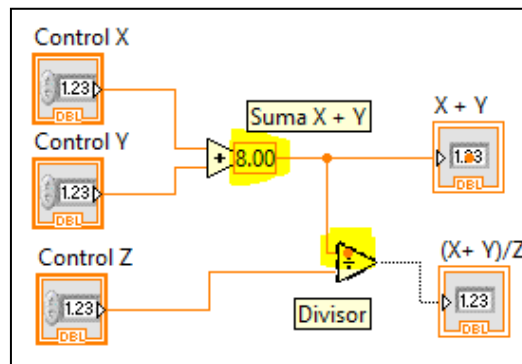 Control X
1.23
DBL
Control Y
1.23
DBL
Suma X + Y
+
8.00
X + Y
1.23
DBL
Control Z
1.23
DBL
÷
Divisor
(X+ Y)/Z
1.23
DBL